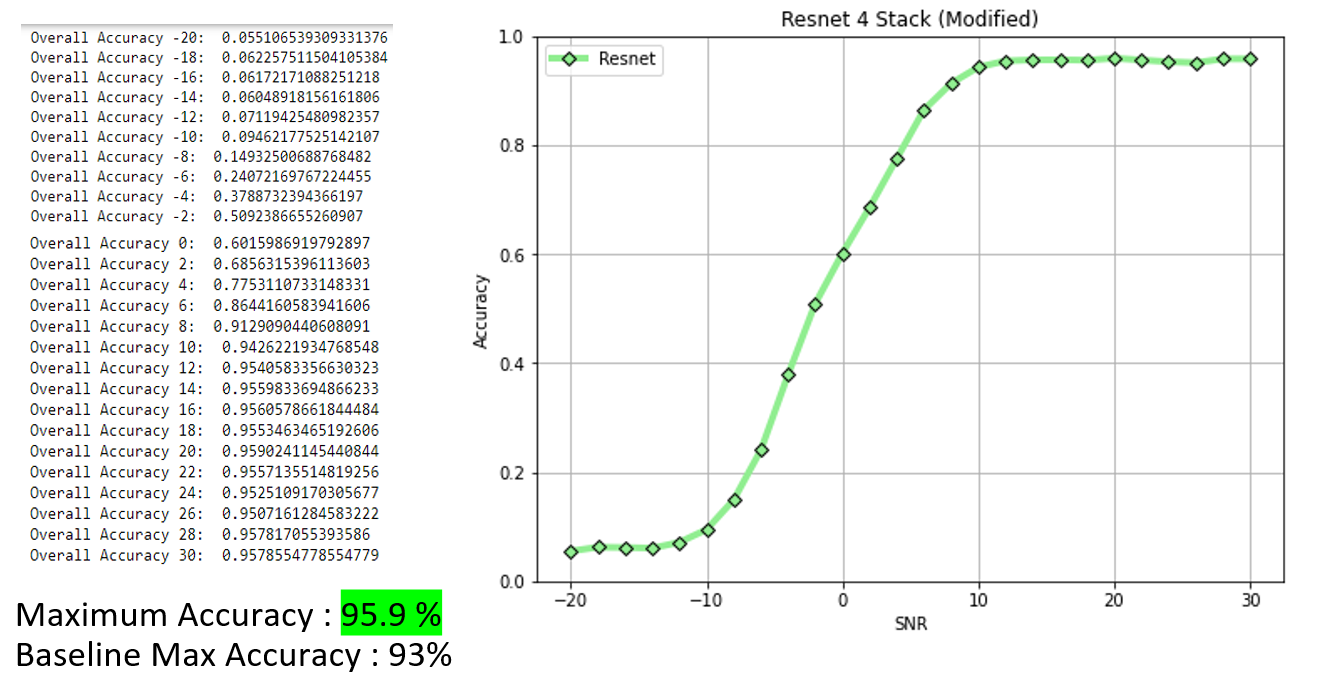 Overall Accuracy -20: 0.055106539309331376
Overall Accuracy -18: 0.062257511504105384
Overall Accuracy -16: 0.06172171088251218
Overall Accuracy -14: 0.06048918156161806
Overall Accuracy -12: 0.07119425480982357
Overall Accuracy -10: 0.09462177525142107
Overall Accuracy -8: 0.14932500688768482
Overall Accuracy -6: 0.24072169767224455
Overall Accuracy -4: 0.3788732394366197
Overall Accuracy -2: 0.5092386655260907
Overall Accuracy 0: 0.6015986919792897
Overall Accuracy 2: 0.6856315396113603
Overall Accuracy 4: 0.7753110733148331
Overall Accuracy 6: 0.8644160583941606
Overall Accuracy 8: 0.9129090440608091
Overall Accuracy 10: 0.9426221934768548
Overall Accuracy 12: 0.9540583356630323
Overall Accuracy 14: 0.9559833694866233
Overall Accuracy 16: 0.9560578661844484
Overall Accuracy 18: 0.9553463465192606
Overall Accuracy 20: 0.9590241145440844
Overall Accuracy 22: 0.9557135514819256
Overall Accuracy 24: 0.9525109170305677
Overall Accuracy 26: 0.9507161284583222
Overall Accuracy 28: 0.957817055393586
Overall Accuracy 30: 0.9578554778554779
Maximum Accuracy : 95.9 %
Baseline Max Accuracy : 93%
Resnet 4 Stack (Modified)
Resnet
Accuracy
1.0
0.8
0.6
0.4
0.2
0.0
−20 −10 0 10 20 30
SNR